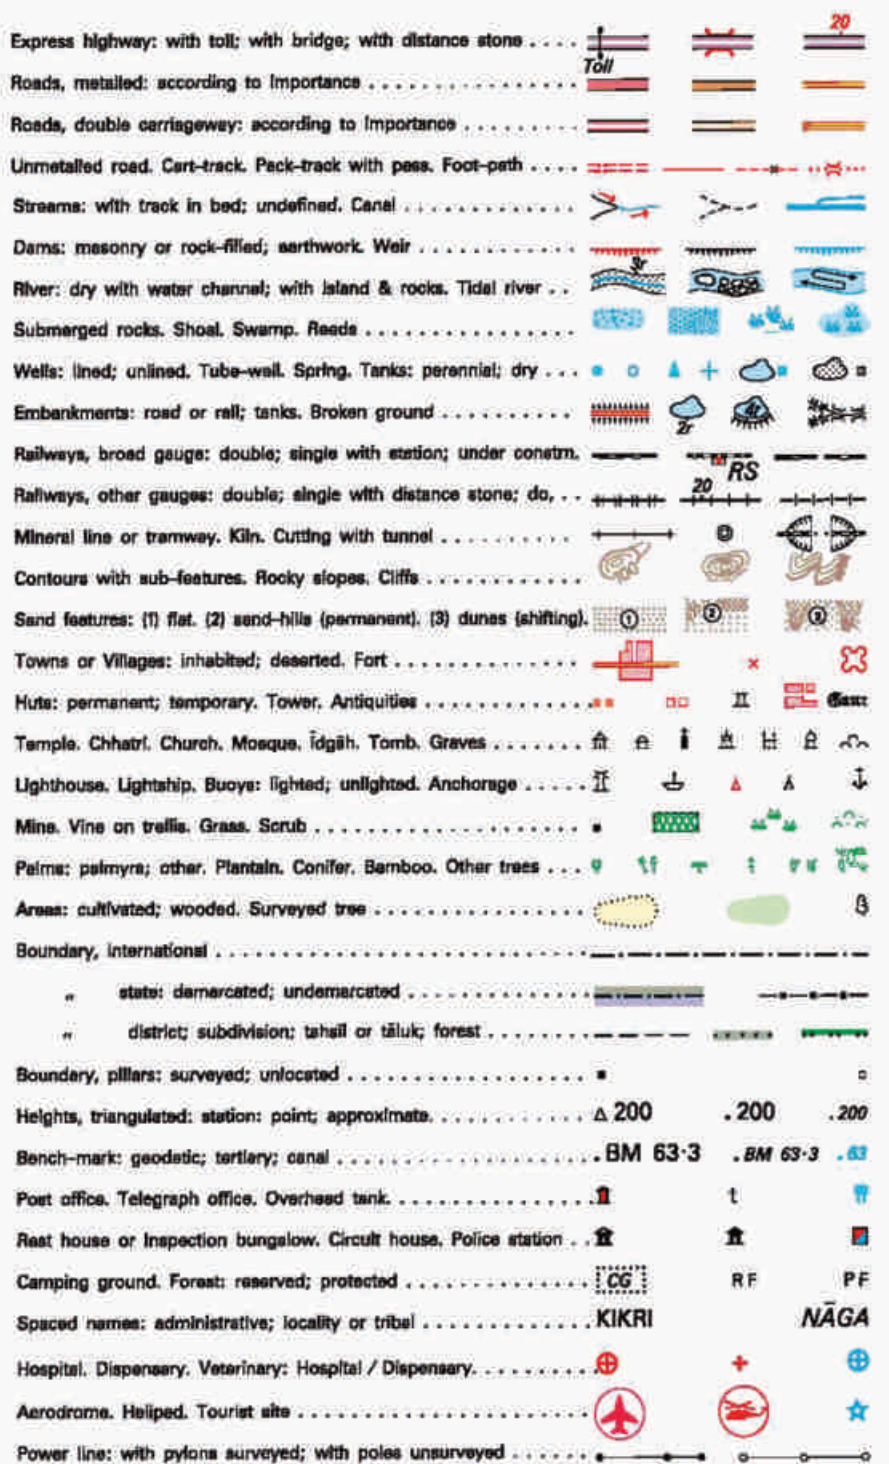 20
Express highway: with toll; with bridge; with distance stone
Toll
Roads, metalled: according to importance
Roads, double carriageway: according to importance
Unmetalled road. Cart-track. Pack-track with pass. Foot-path
Streams: with track in bed; undefined. Canal
Dams: masonry or rock-filled; earthwork. Weir
3r
River: dry with water channel; with island & rocks. Tidal river
Submerged rocks. Shoal. Swamp. Reeds
Wells: lined; unlined. Tube-well. Spring. Tanks: perennial; dry
Embankments: road or rail; tanks. Broken ground 2r 4r
Railways, broad gauge: double; single with station; under constrn. RS
Railways, other gauges: double; single with distance stone; do. 20
Mineral line or tramway. Kiln. Cutting with tunnel
Contours with sub-features. Rocky slopes. Cliffs
Sand features: (1) flat. (2) sand-hills (permanent). (3) dunes (shifting). 1 2 3
Towns or Villages: inhabited; deserted. Fort
Huts: permanent; temporary. Tower. Antiquities
Temple. Chhatri. Church. Mosque. Īdgāh. Tomb. Graves
Lighthouse. Lightship. Buoys: lighted; unlighted. Anchorage
Mine. Vine on trellis. Grass. Scrub
Palms: palmyra; other. Plantain. Conifer. Bamboo. Other trees
Areas: cultivated; wooded. Surveyed tree
Boundary, international
„ state: demarcated; undemarcated
„ district; subdivision; tahsīl or tāluk; forest
Boundary, pillars: surveyed; unlocated
Heights, triangulated: station: point; approximate. 200 .200 .200
Bench-mark: geodetic; tertiary; canal .BM 63·3 .BM 63·3 .63
Post office. Telegraph office. Overhead tank.
Rest house or Inspection bungalow. Circuit house. Police station
Camping ground. Forest: reserved; protected CG RF PF
Spaced names: administrative; locality or tribal KIKRI NĀGA
Hospital. Dispensary. Veterinary: Hospital / Dispensary.
Aerodrome. Helipad. Tourist site
Power line: with pylons surveyed; with poles unsurveyed